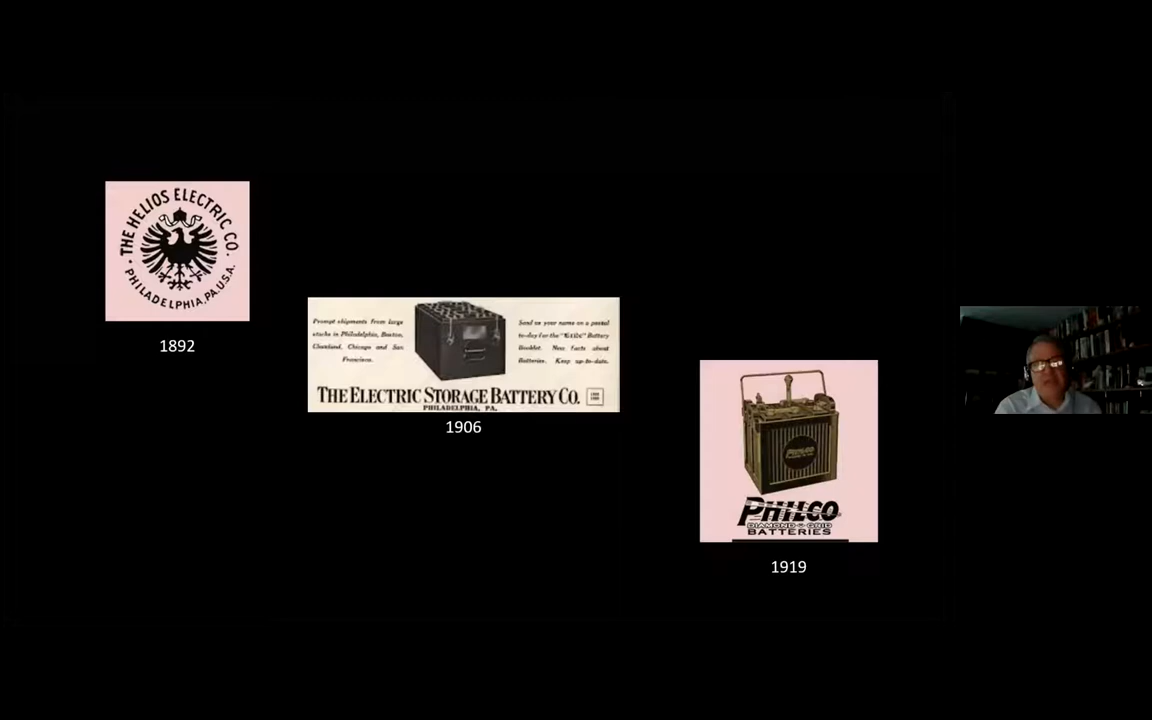 THE HELIOS ELECTRIC CO.
• PHILADELPHIA, PA. U.S.A.
1892
Prompt shipments from large
stocks in Philadelphia, Boston,
Cleveland, Chicago and San
Francisco.
Send us your name on a postal
to-day for the "Exide" Battery
Booklet. New facts about
Batteries. Keep up-to-date.
THE ELECTRIC STORAGE BATTERY CO.
PHILADELPHIA, PA.
1906
PHILCO
PHILCO
DIAMOND GRID
BATTERIES
1919